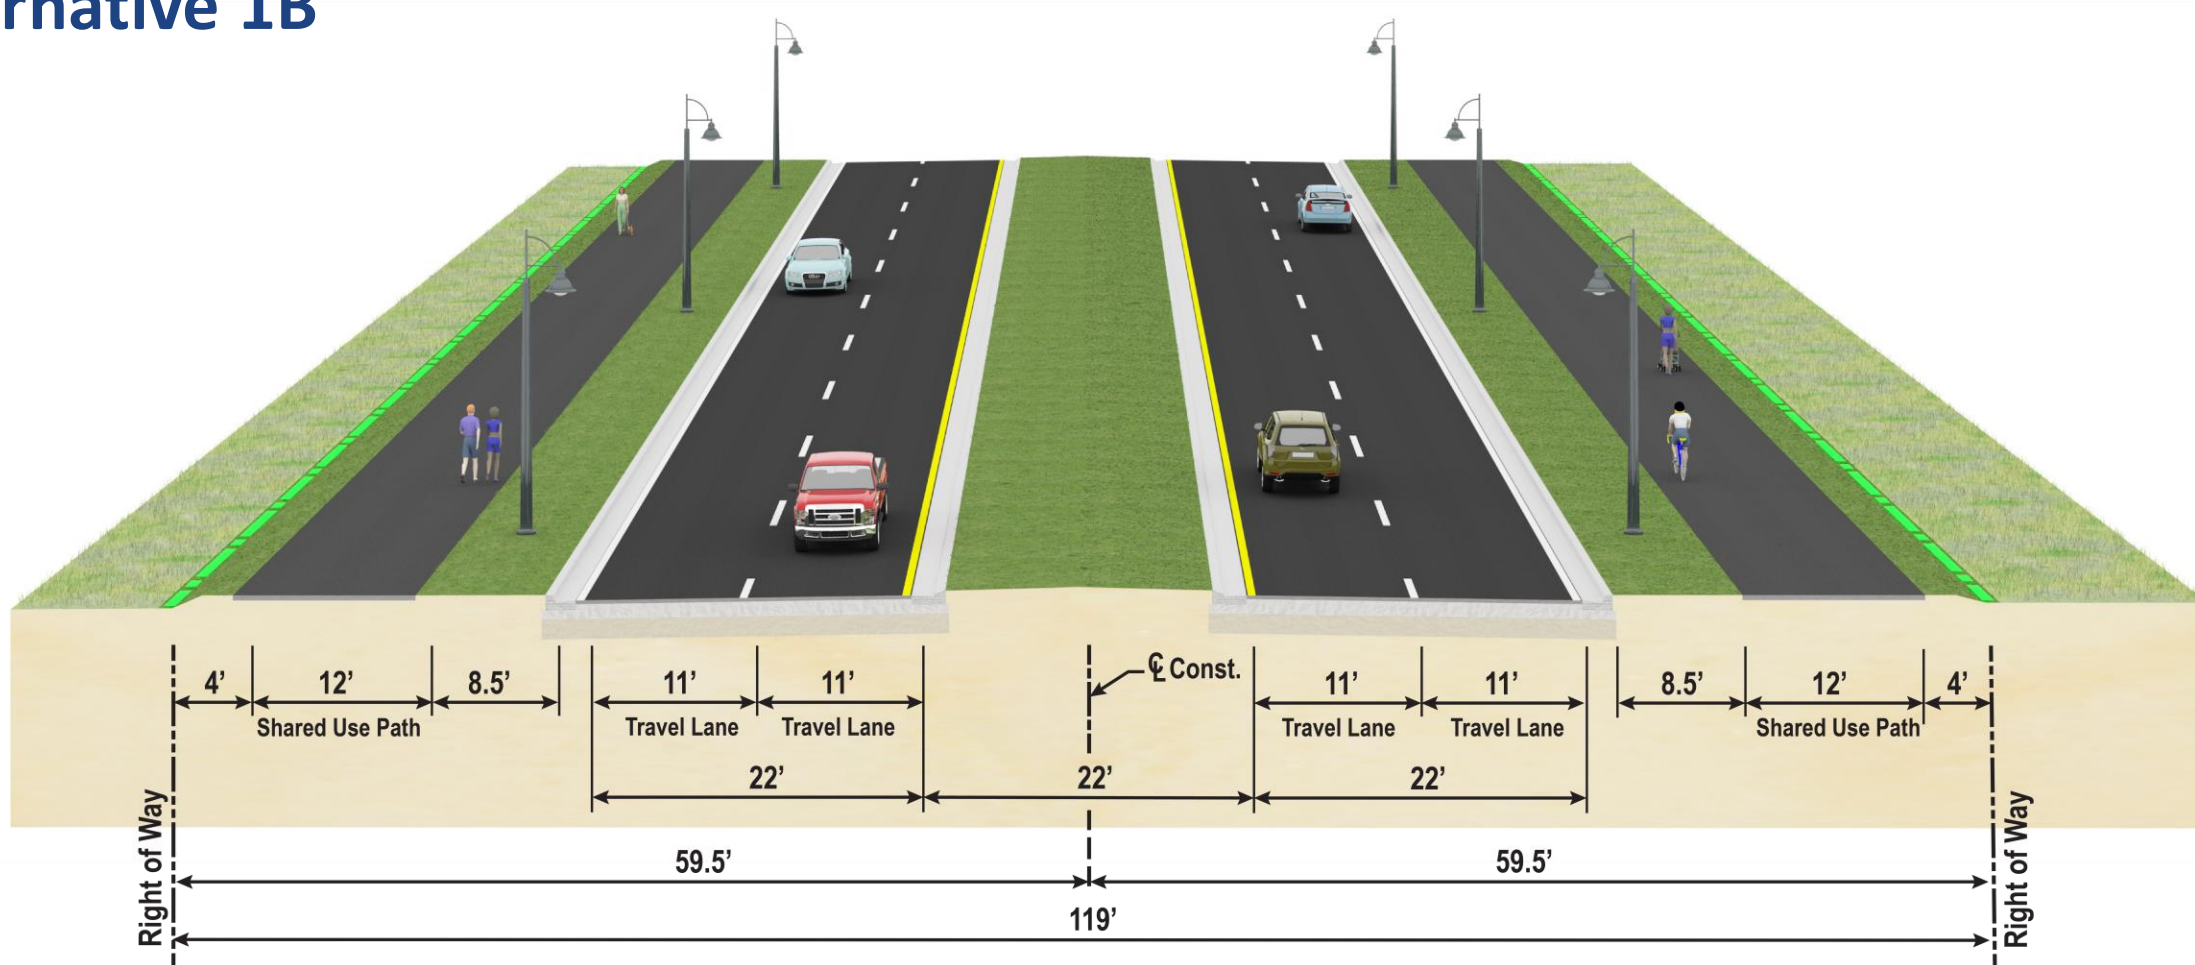 rnative 1B
4’ 12’ 8.5’ 11’ 11’ ℄ Const. 11’ 11’ 8.5’ 12’ 4’
Shared Use Path Travel Lane Travel Lane Travel Lane Travel Lane Shared Use Path
22’ 22’ 22’
Right of Way
59.5’ 59.5’
119’
Right of Way